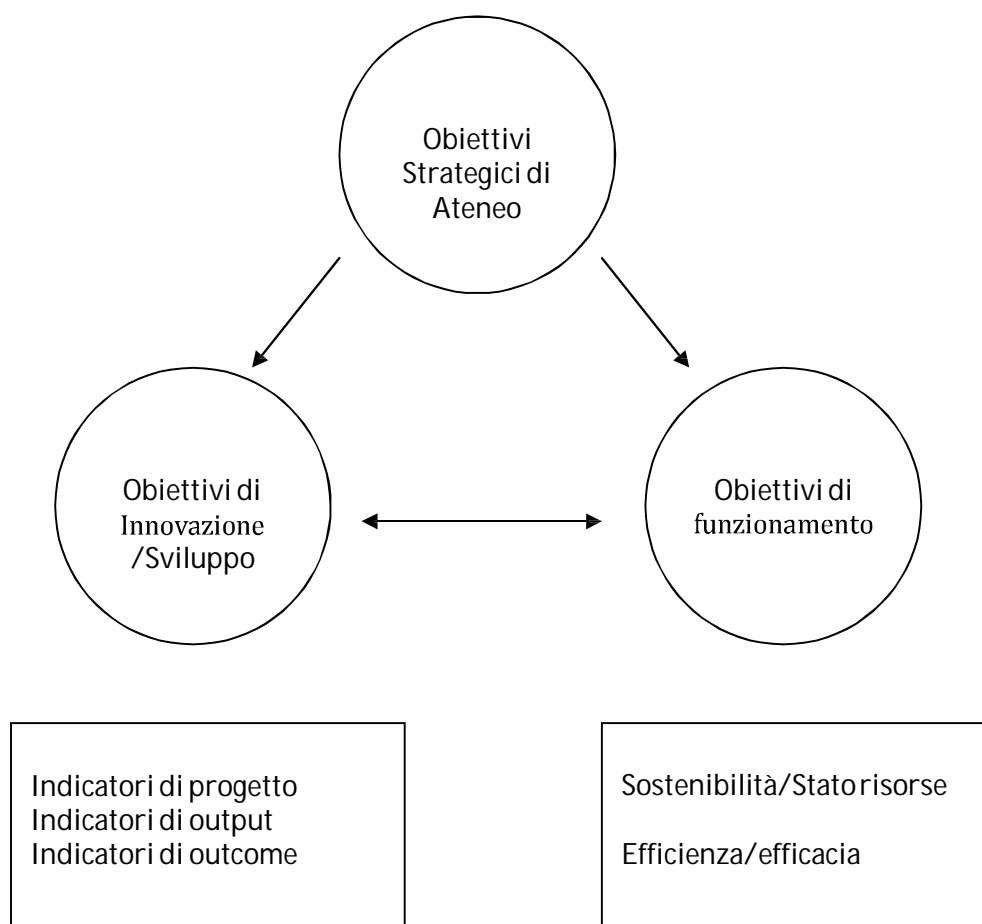 Obiettivi
Strategici di
Ateneo
Obiettivi di
Innovazione
/Sviluppo
Obiettivi di
funzionamento
Indicatori di progetto
Indicatori di output
Indicatori di outcome
Sostenibilità/Stato risorse
Efficienza/efficacia